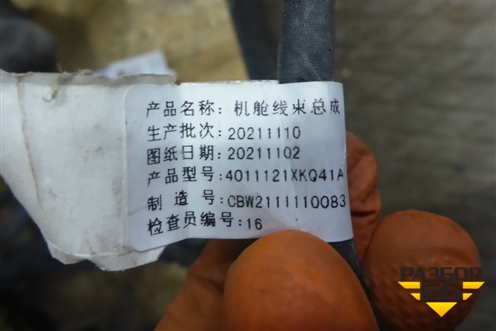 产品名称: 机舱线束总成
生产批次: 20211110
图纸日期: 20211102
产品型号: 4011121XKQ41A
制 造 号: CBW2111110083
检查员编号: 16
РАЗБОР